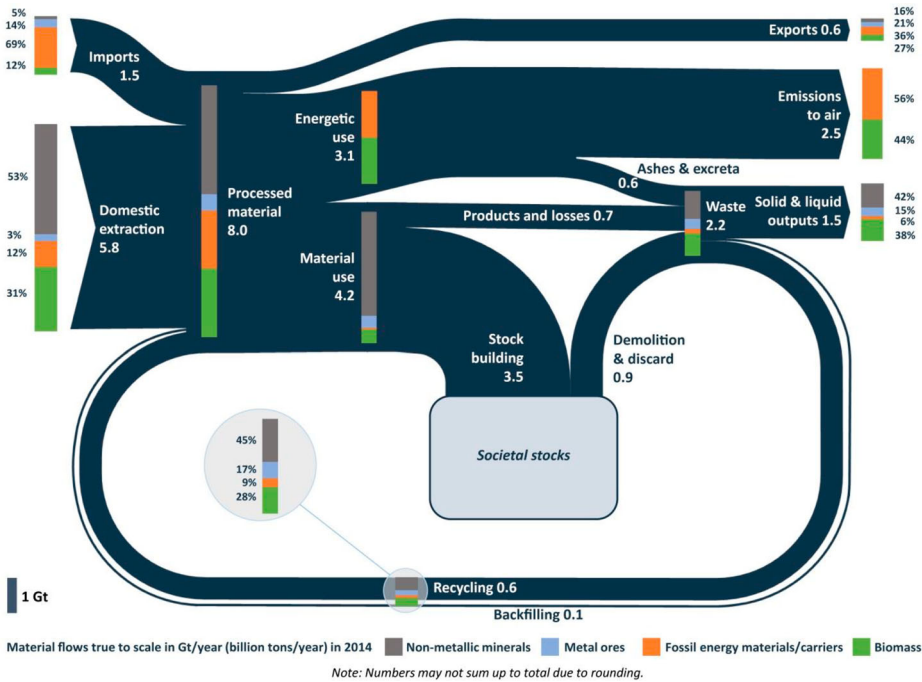 5%
14%
69%
12%
Imports
1.5
Exports 0.6
16%
21%
36%
27%
53%
3%
12%
31%
Domestic
extraction
5.8
Processed
material
8.0
Energetic
use
3.1
Emissions
to air
2.5
56%
44%
Ashes & excreta
0.6
Products and losses 0.7
Waste
2.2
Solid & liquid
outputs 1.5
42%
15%
6%
38%
Material
use
4.2
Stock
building
3.5
Demolition
& discard
0.9
Societal stocks
45%
17%
9%
28%
Recycling 0.6
Backfilling 0.1
1 Gt
Material flows true to scale in Gt/year (billion tons/year) in 2014 Non-metallic minerals Metal ores Fossil energy materials/carriers Biomass
Note: Numbers may not sum up to total due to rounding.